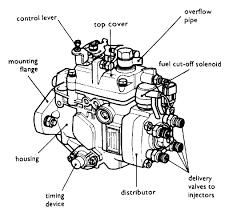 overflow
pipe
control lever
top cover
mounting
flange
fuel cut-off solenoid
housing
timing
device
distributor
delivery
valves to
injectors